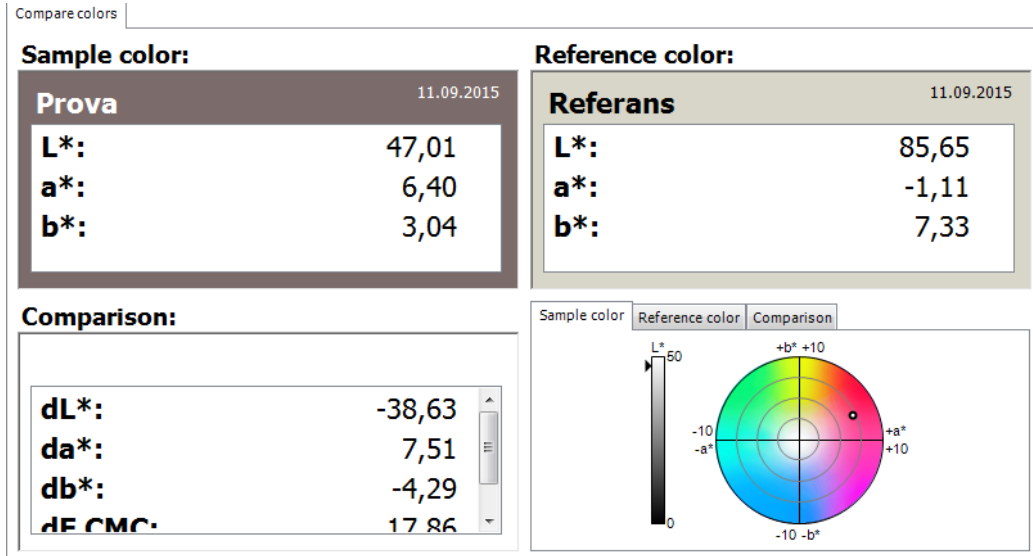 Compare colors
Sample color:
Prova 11.09.2015
L*: 47,01
a*: 6,40
b*: 3,04
Reference color:
Referans 11.09.2015
L*: 85,65
a*: -1,11
b*: 7,33
Comparison:
dL*: -38,63
da*: 7,51
db*: -4,29
dE CMC: 17,86
Sample color Reference color Comparison
L*
50
0
+b* +10
-10
-a*
+a*
+10
-10 -b*